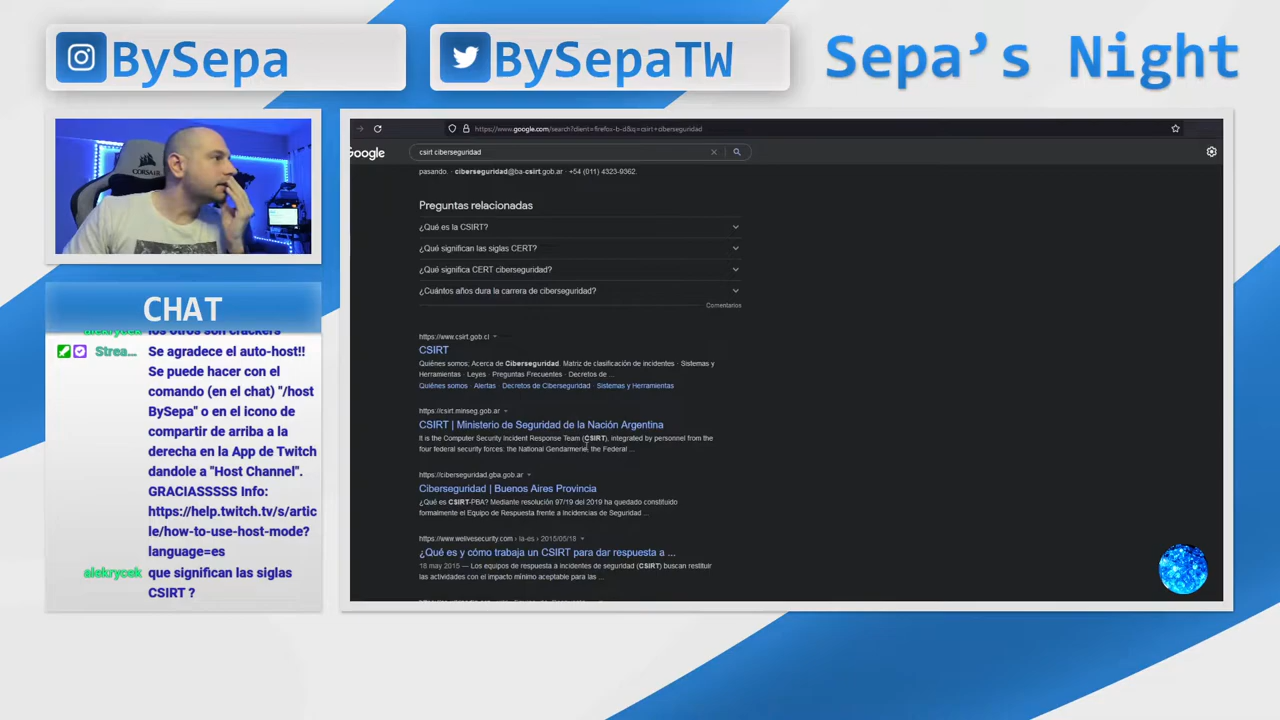 BySepa
BySepaTW
Sepa's Night
CORSAIR
CHAT
alekrycek los otros son crackers
Strea... Se agradece el auto-host!!
Se puede hacer con el
comando (en el chat) "/host
BySepa" o en el icono de
compartir de arriba a la
derecha en la App de Twitch
dandole a "Host Channel".
GRACIASSSSS Info:
https://help.twitch.tv/s/artic
le/how-to-use-host-mode?
language=es
alekrycek que significan las siglas
CSIRT ?
https://www.google.com/search?client=firefox-b-d&q=csirt+ciberseguridad
Google
csirt ciberseguridad
pasando. · ciberseguridad@ba-csirt.gob.ar · +54 (011) 4323-9362.
Preguntas relacionadas
¿Qué es la CSIRT?
¿Qué significan las siglas CERT?
¿Qué significa CERT ciberseguridad?
¿Cuántos años dura la carrera de ciberseguridad?
Comentarios
https://www.csirt.gob.cl
CSIRT
Quiénes somos; Acerca de Ciberseguridad. Matriz de clasificación de incidentes · Sistemas y
Herramientas · Leyes · Preguntas Frecuentes · Decretos de ...
Quiénes somos · Alertas · Decretos de Ciberseguridad · Sistemas y Herramientas
https://csirt.minseg.gob.ar
CSIRT | Ministerio de Seguridad de la Nación Argentina
It is the Computer Security Incident Response Team (CSIRT), integrated by personnel from the
four federal security forces: the National Gendarmerie, the Federal ...
https://ciberseguridad.gba.gob.ar
Ciberseguridad | Buenos Aires Provincia
¿Qué es CSIRT-PBA? Mediante resolución 97/19 del 2019 ha quedado constituido
formalmente el Equipo de Respuesta frente a Incidencias de Seguridad ...
https://www.welivesecurity.com › la-es › 2015/05/18
¿Qué es y cómo trabaja un CSIRT para dar respuesta a ...
18 may 2015 — Los equipos de respuesta a incidentes de seguridad (CSIRT) buscan restituir
las actividades con el impacto mínimo aceptable para las ...